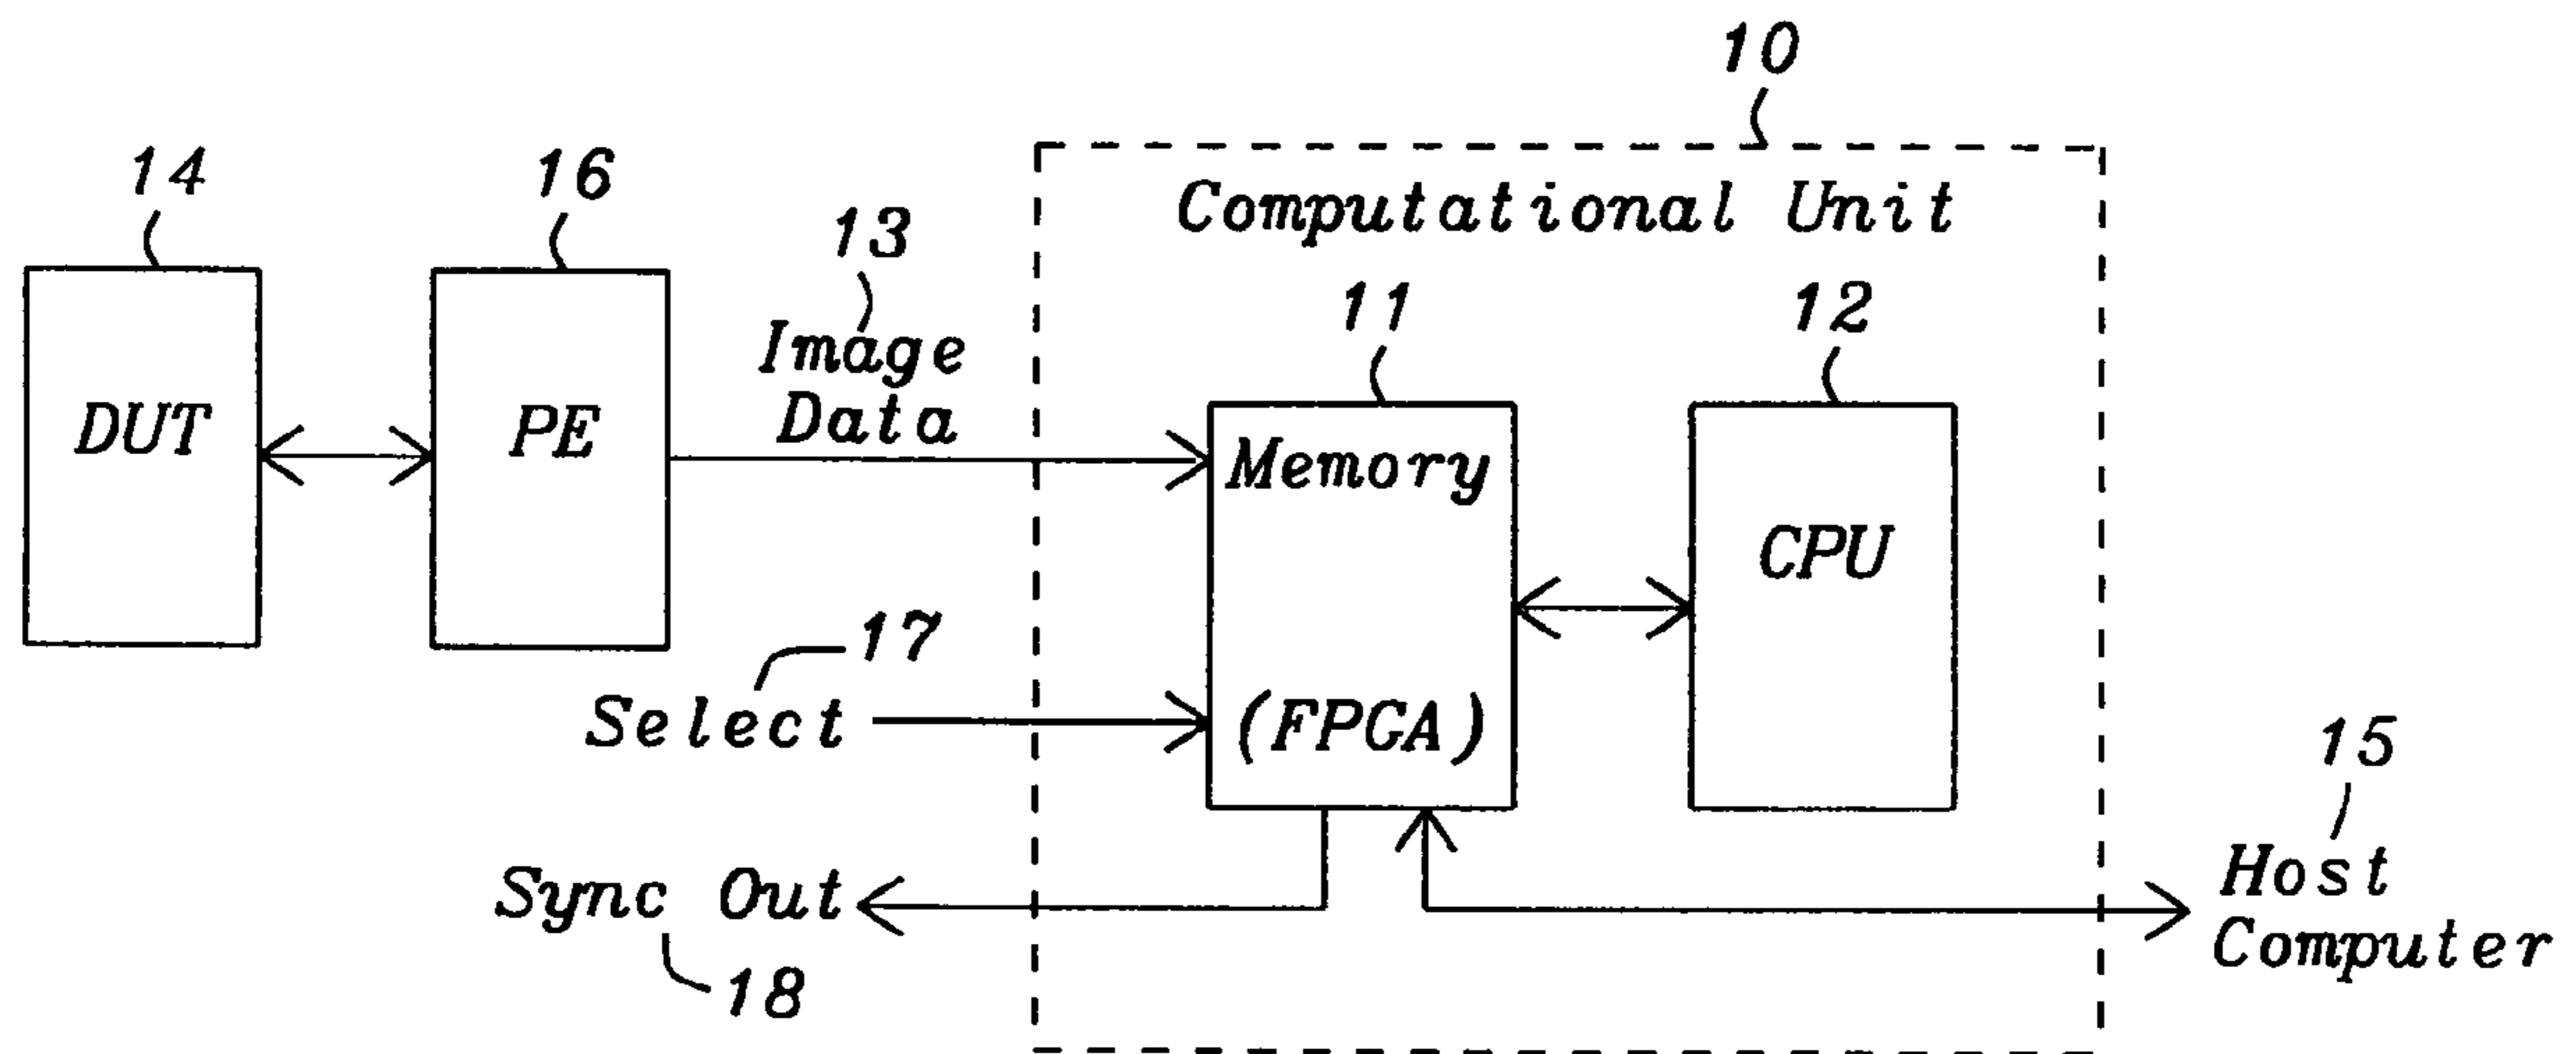 10
14
16
13
Computational Unit
11
12
Image
Data
DUT
PE
Memory
CPU
17
Select
(FPGA)
15
Sync Out
Host
Computer
18